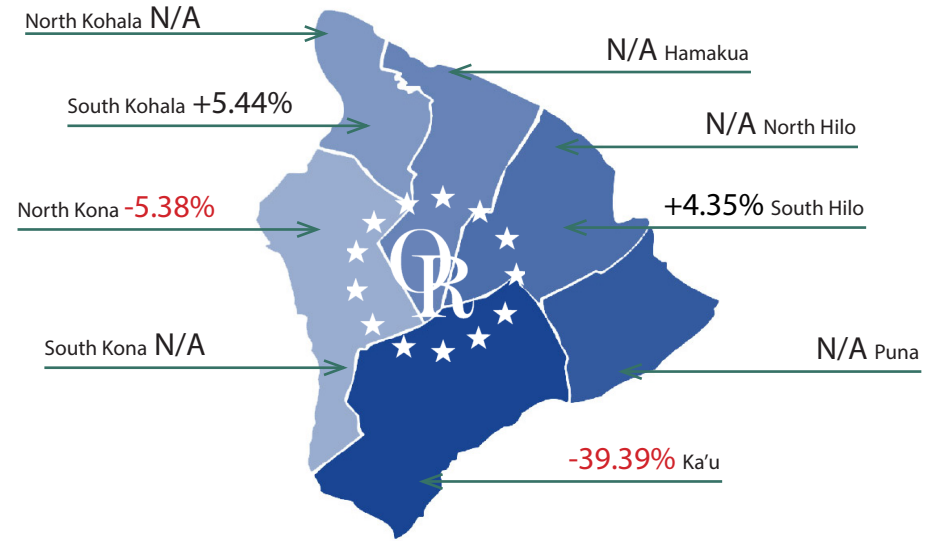 North Kohala N/A
N/A Hamakua
South Kohala +5.44%
N/A North Hilo
North Kona -5.38%
+4.35% South Hilo
OR
South Kona N/A
N/A Puna
-39.39% Ka’u